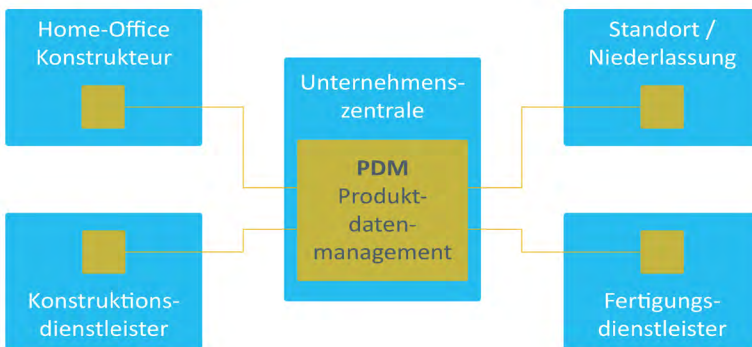 Home-Office
Konstrukteur
Unternehmens-
zentrale
PDM
Produkt-
daten-
management
Standort /
Niederlassung
Konstruktions-
dienstleister
Fertigungs-
dienstleister